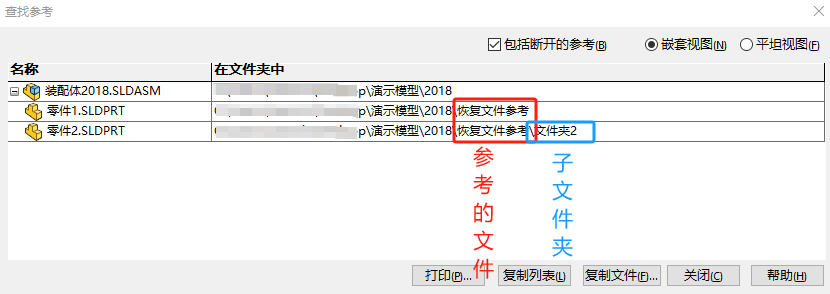 查找参考
包括断开的参考(B) 嵌套视图(N) 平坦视图(F)
名称 在文件夹中
装配体2018.SLDASM p\演示模型\2018
零件1.SLDPRT p\演示模型\2018\恢复文件参考
零件2.SLDPRT p\演示模型\2018\恢复文件参考\文件夹2
参考的文件
子文件夹
打印(P)... 复制列表(L) 复制文件(F)... 关闭(C) 帮助(H)